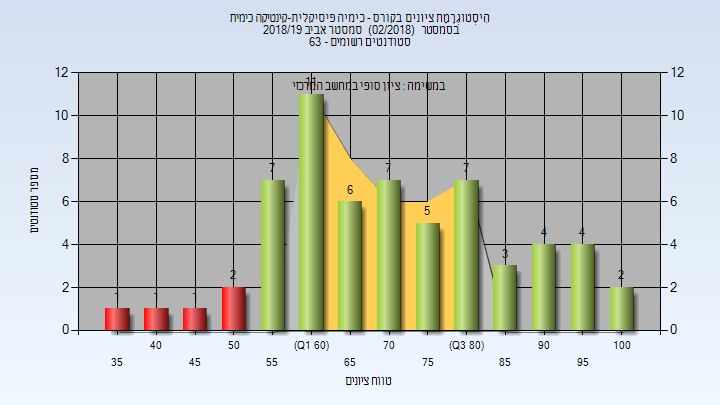 היסטוגרמת ציונים בקורס - כימיה פיסיקלית-קינטיקה כימית
בסמסטר (02/2018) סמסטר אביב 2018/19
סטודנטים רשומים - 63
במשימה : ציון סופי במחשב המרכזי
מספר סטודנטים
12 12
10 10
8 8
6 6
4 4
2 2
0 0
1 1 1 2 7 11 6 7 5 7 3 4 4 2
40 50 (Q1 60) 70 (Q3 80) 90 100
35 45 55 65 75 85 95
טווח ציונים